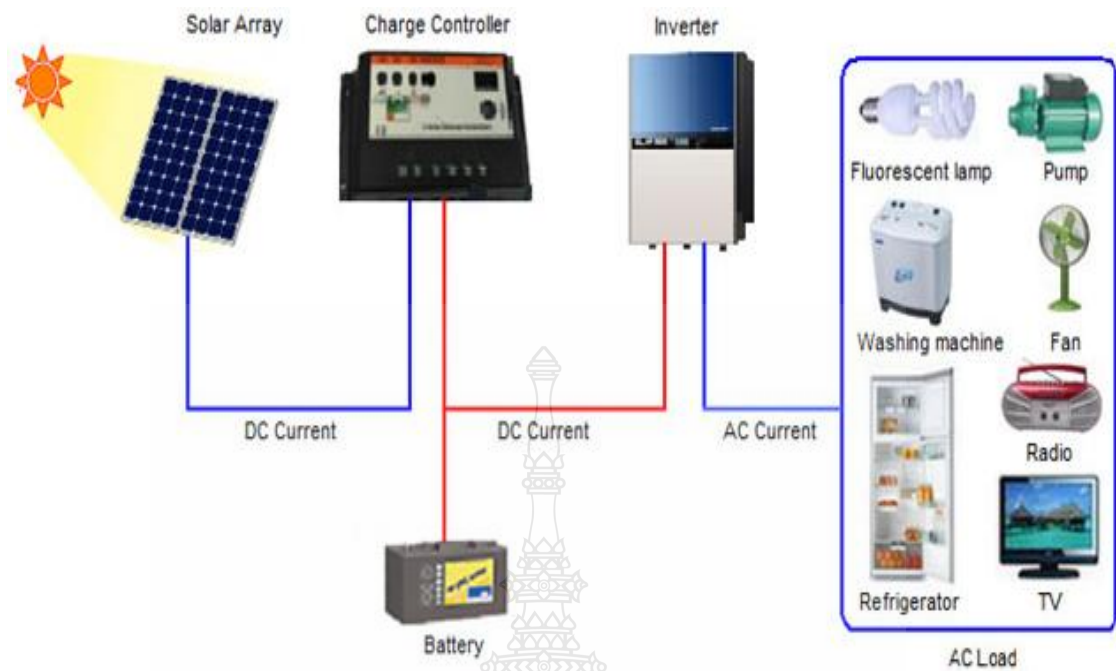 Solar Array
Charge Controller
Inverter
Fluorescent lamp
Pump
Washing machine
Fan
DC Current
DC Current
AC Current
Radio
Refrigerator
TV
Battery
AC Load